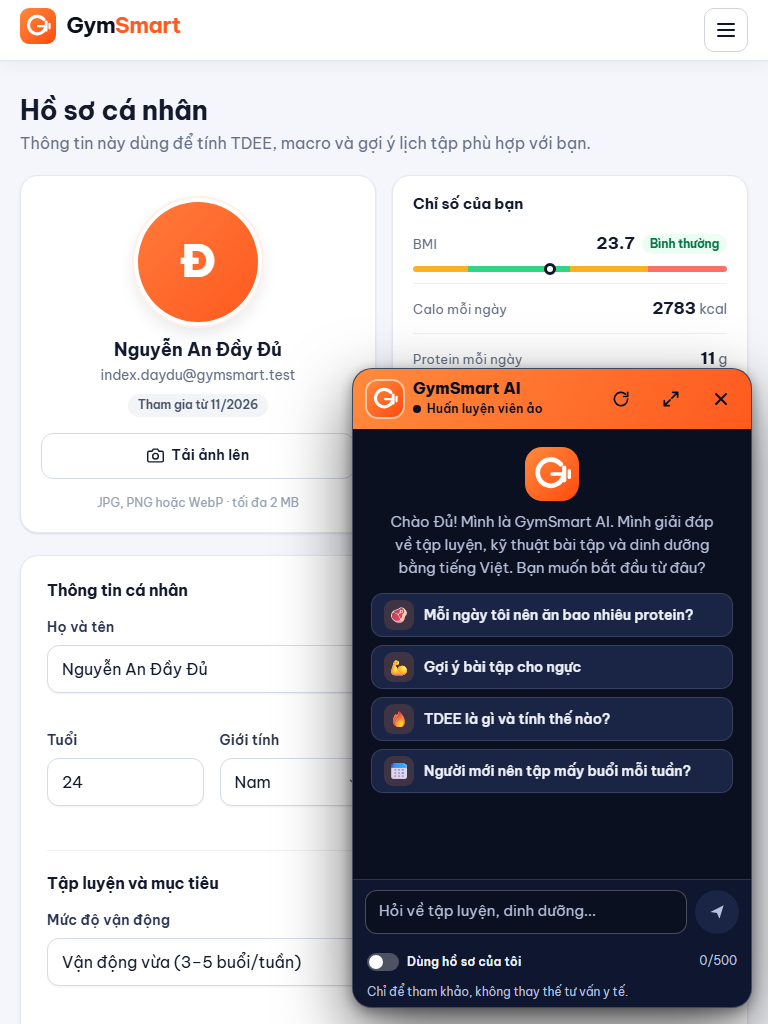 GymSmart
Hồ sơ cá nhân
Thông tin này dùng để tính TDEE, macro và gợi ý lịch tập phù hợp với bạn.
Đ
Nguyễn An Đầy Đủ
index.daydu@gymsmart.test
Tham gia từ 11/2026
Tải ảnh lên
JPG, PNG hoặc WebP · tối đa 2 MB
Chỉ số của bạn
BMI 23.7 Bình thường
Calo mỗi ngày 2783 kcal
Protein mỗi ngày 11 g
Thông tin cá nhân
Họ và tên
Nguyễn An Đầy Đủ
Tuổi Giới tính
24 Nam
Tập luyện và mục tiêu
Mức độ vận động
Vận động vừa (3–5 buổi/tuần)
GymSmart AI
Huấn luyện viên ảo
Chào Đủ! Mình là GymSmart AI. Mình giải đáp
về tập luyện, kỹ thuật bài tập và dinh dưỡng
bằng tiếng Việt. Bạn muốn bắt đầu từ đâu?
Mỗi ngày tôi nên ăn bao nhiêu protein?
Gợi ý bài tập cho ngực
TDEE là gì và tính thế nào?
Người mới nên tập mấy buổi mỗi tuần?
Hỏi về tập luyện, dinh dưỡng...
Dùng hồ sơ của tôi 0/500
Chỉ để tham khảo, không thay thế tư vấn y tế.